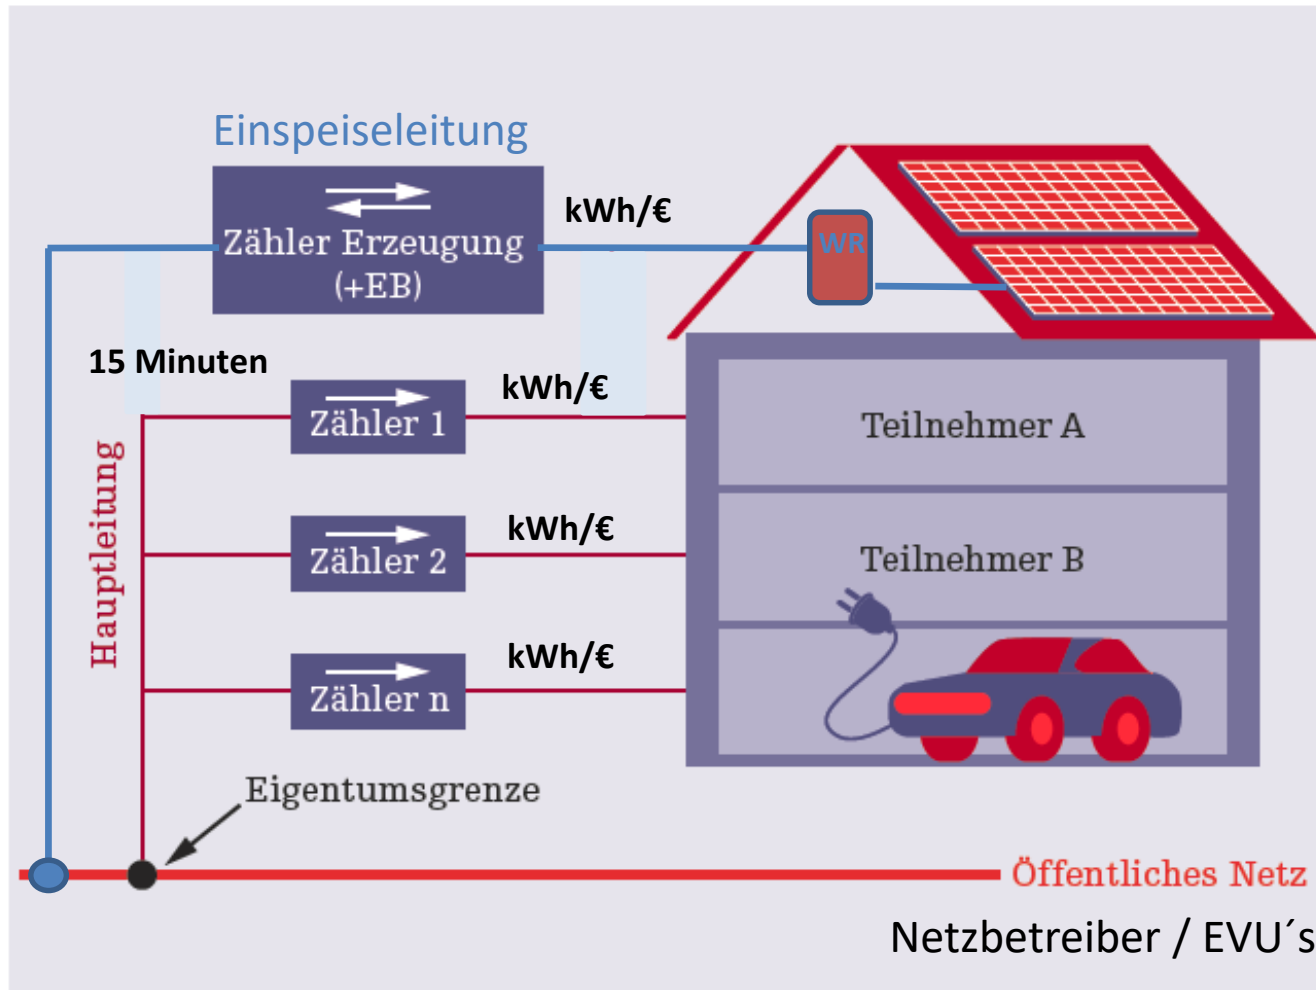 Einspeiseleitung
Zähler Erzeugung
(+EB)
kWh/€
WR
15 Minuten
kWh/€
Zähler 1
Teilnehmer A
Hauptleitung
kWh/€
Zähler 2
Teilnehmer B
kWh/€
Zähler n
Eigentumsgrenze
Öffentliches Netz
Netzbetreiber / EVU´s